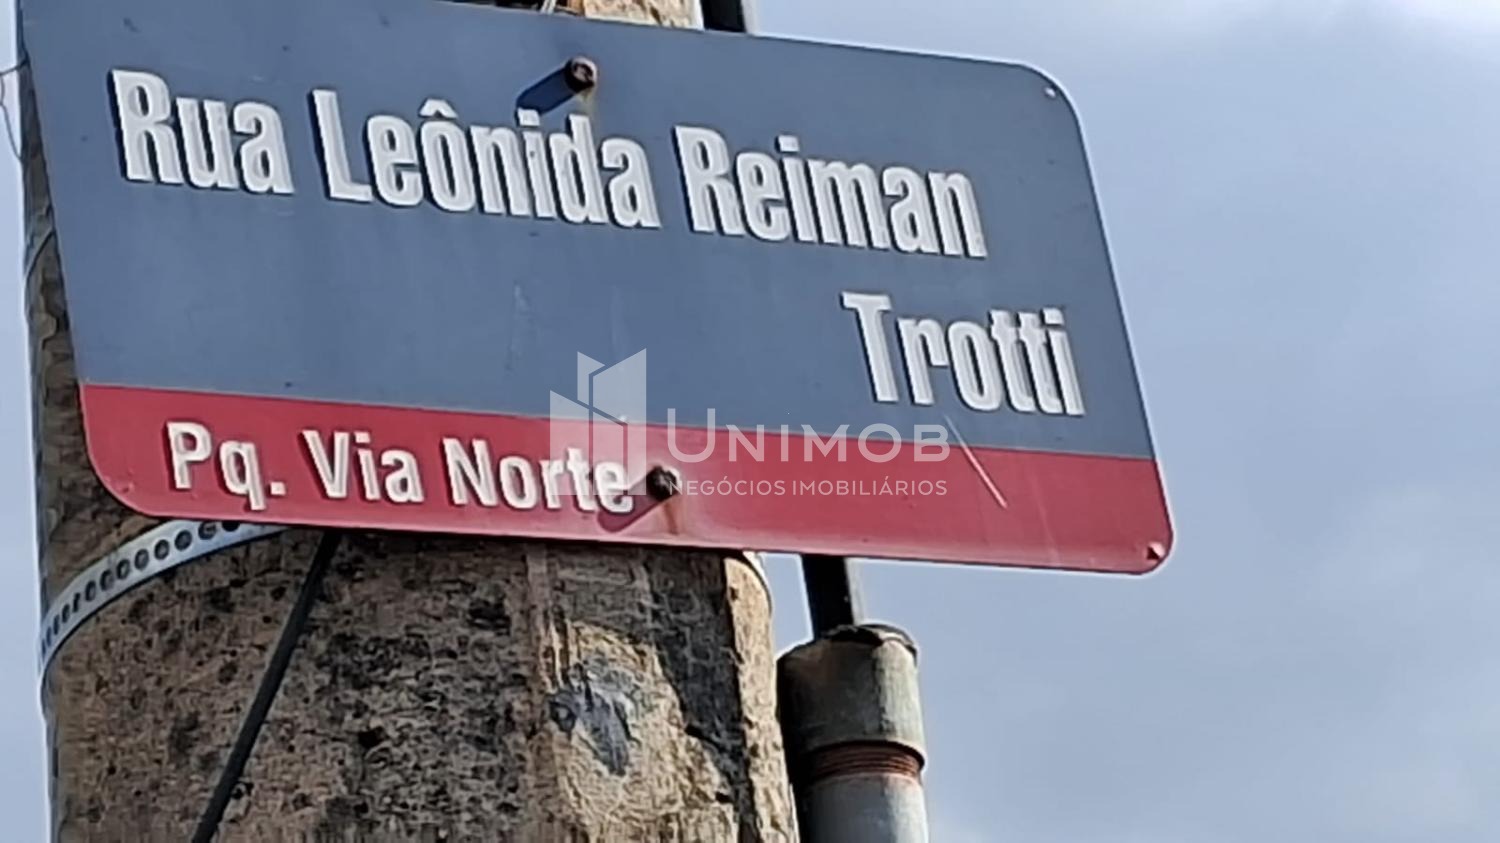 Rua Leônida Reiman
Trotti
Pq. Via Norte
UNIMOB
NEGÓCIOS IMOBILIÁRIOS